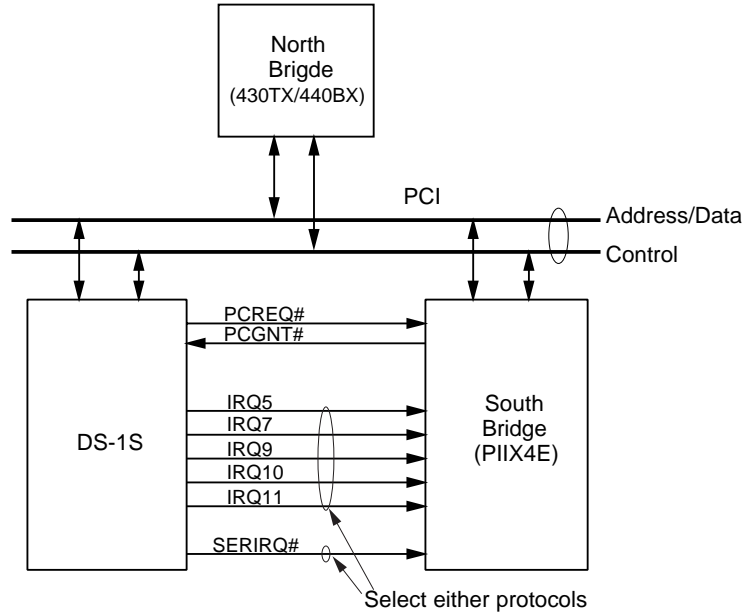 North
Brigde
(430TX/440BX)
PCI
Address/Data
Control
PCREQ#
PCGNT#
IRQ5
IRQ7
IRQ9
IRQ10
IRQ11
SERIRQ#
DS-1S
South
Bridge
(PIIX4E)
Select either protocols